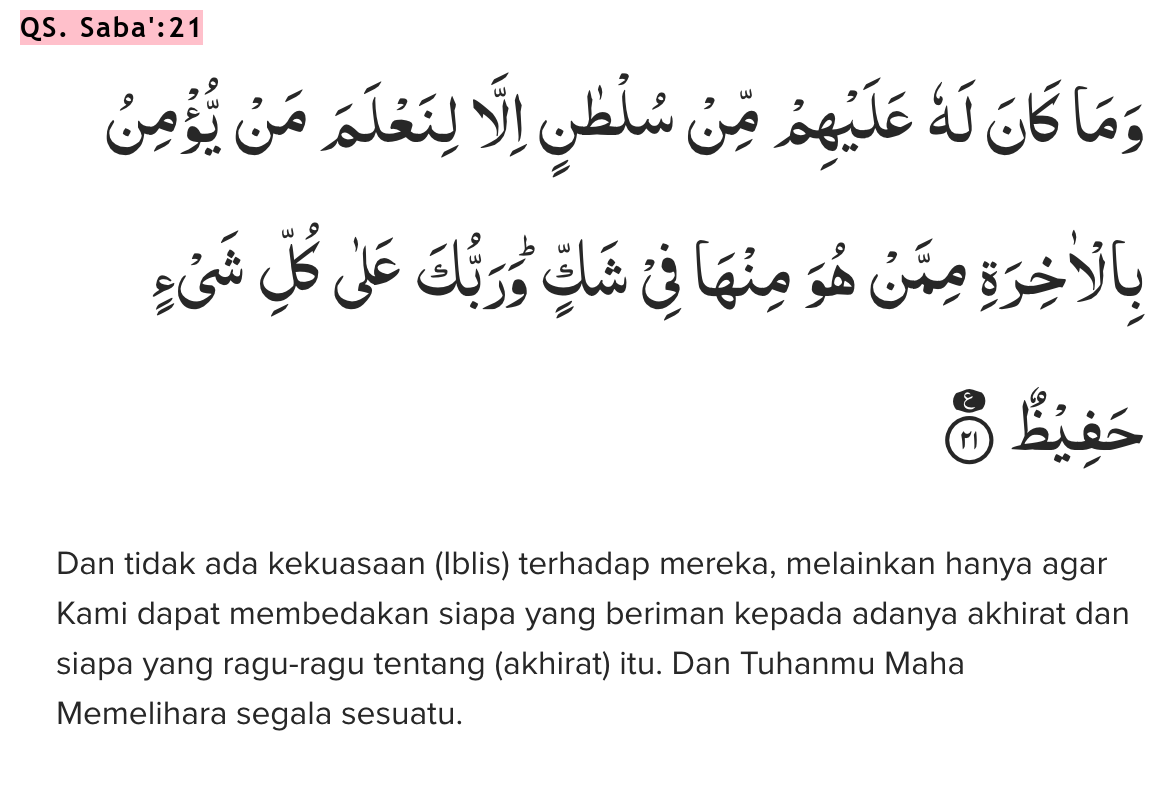 QS. Saba':21
وَمَا كَانَ لَهٗ عَلَيْهِمْ مِّنْ سُلْطٰنٍ اِلَّا لِنَعْلَمَ مَنْ يُّؤْمِنُ
بِالْاٰخِرَةِ مِمَّنْ هُوَ مِنْهَا فِيْ شَكٍّ ۗوَرَبُّكَ عَلٰى كُلِّ شَيْءٍ
حَفِيْظٌ ࣖ ٢١
Dan tidak ada kekuasaan (Iblis) terhadap mereka, melainkan hanya agar
Kami dapat membedakan siapa yang beriman kepada adanya akhirat dan
siapa yang ragu-ragu tentang (akhirat) itu. Dan Tuhanmu Maha
Memelihara segala sesuatu.